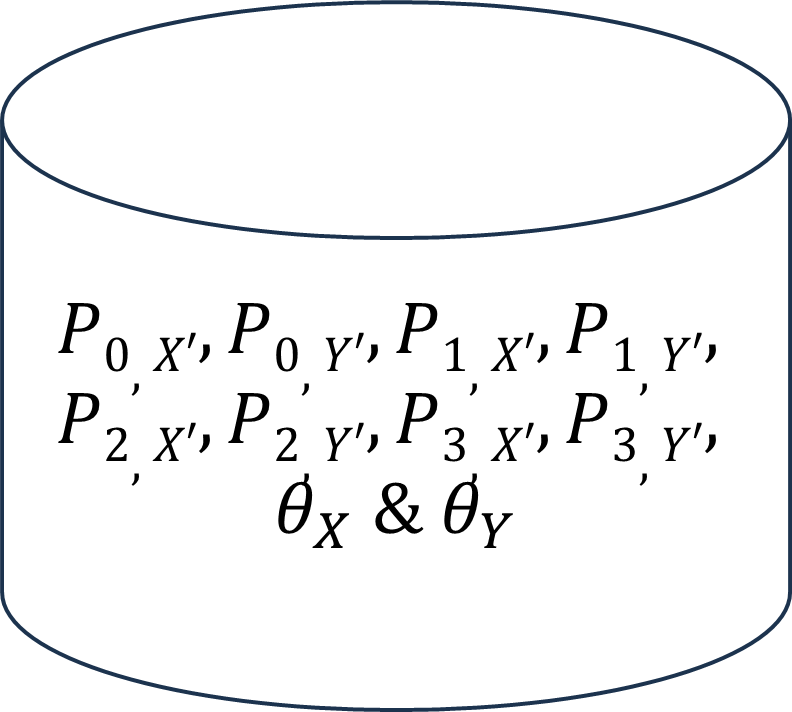 P₀, X′, P₀, Y′, P₁, X′, P₁, Y′,
P₂, X′, P₂, Y′, P₃, X′, P₃, Y′,
θX & θY